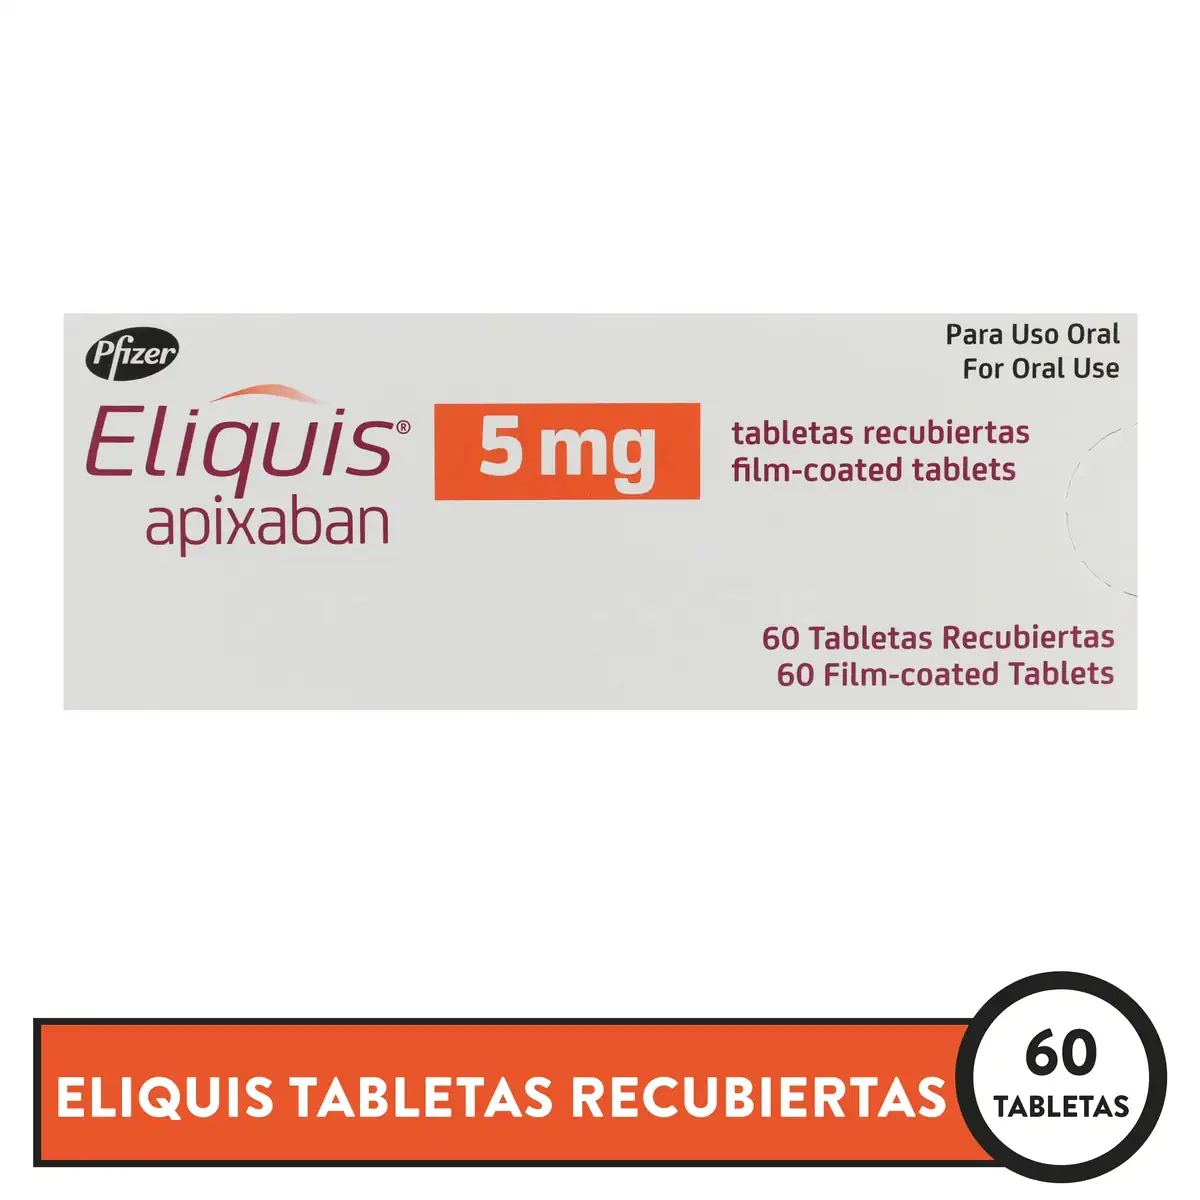 Pfizer
Para Uso Oral
For Oral Use
Eliquis®
apixaban
5 mg
tabletas recubiertas
film-coated tablets
60 Tabletas Recubiertas
60 Film-coated Tablets
ELIQUIS TABLETAS RECUBIERTAS
60
TABLETAS